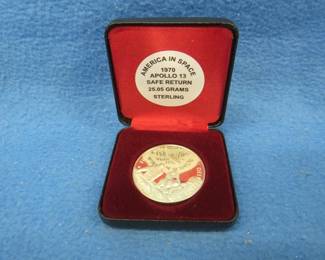 AMERICA IN SPACE
1970
APOLLO 13
SAFE RETURN
25.05 GRAMS
STERLING